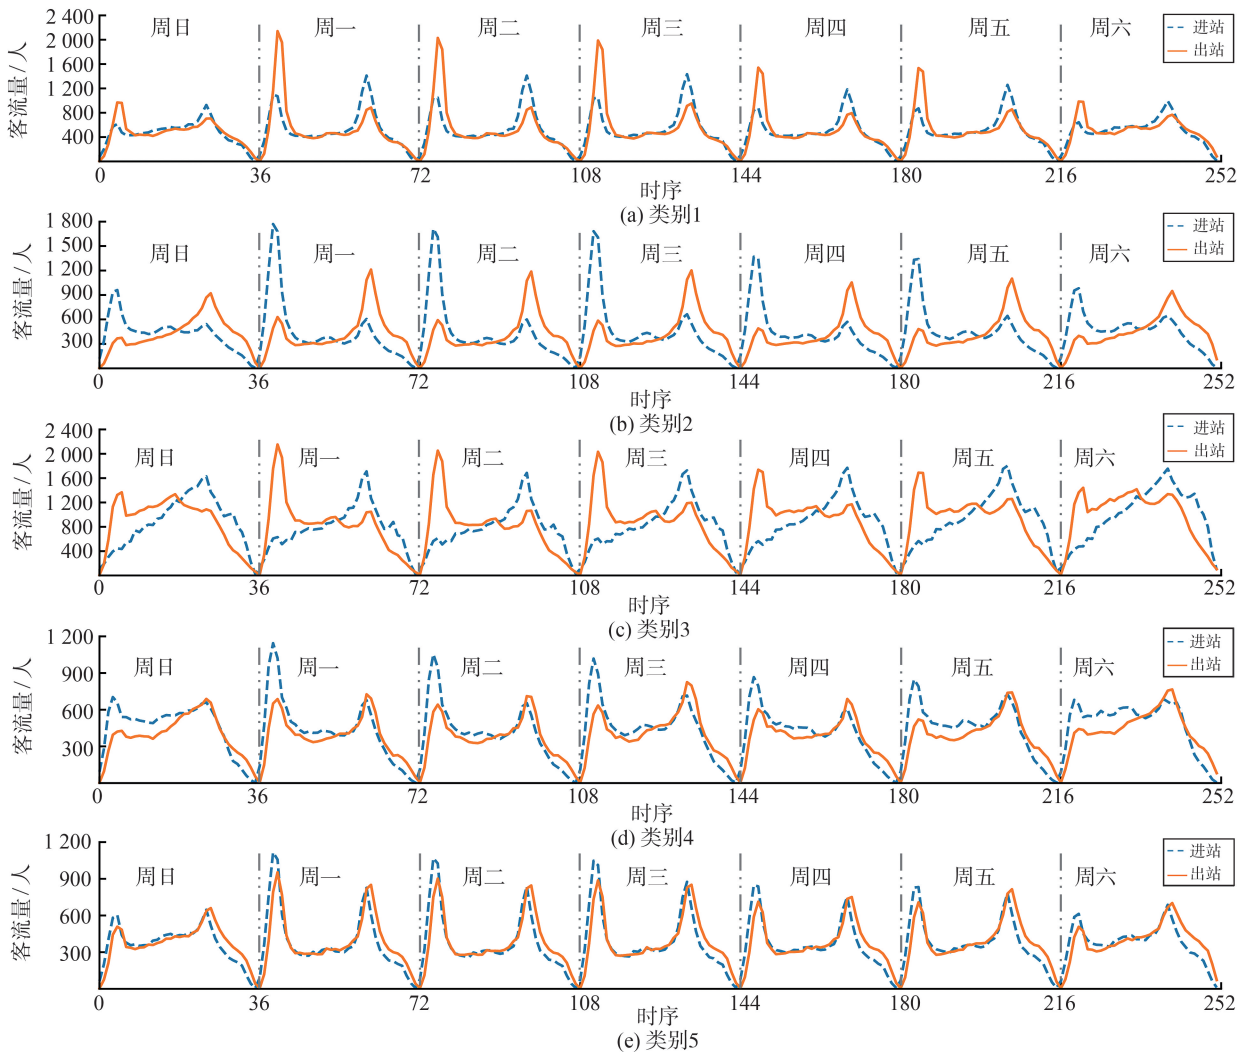 2 400
2 000
1 600
1 200
800
400
客流量/人
周日
周一
周二
周三
周四
周五
周六
进站
出站
0
36
72
108
144
180
216
252
时序
(a) 类别1
1 800
1 500
1 200
900
600
300
客流量/人
周日
周一
周二
周三
周四
周五
周六
进站
出站
0
36
72
108
144
180
216
252
时序
(b) 类别2
2 400
2 000
1 600
1 200
800
400
客流量/人
周日
周一
周二
周三
周四
周五
周六
进站
出站
0
36
72
108
144
180
216
252
时序
(c) 类别3
1 200
900
600
300
客流量/人
周日
周一
周二
周三
周四
周五
周六
进站
出站
0
36
72
108
144
180
216
252
时序
(d) 类别4
1 200
900
600
300
客流量/人
周日
周一
周二
周三
周四
周五
周六
进站
出站
0
36
72
108
144
180
216
252
时序
(e) 类别5